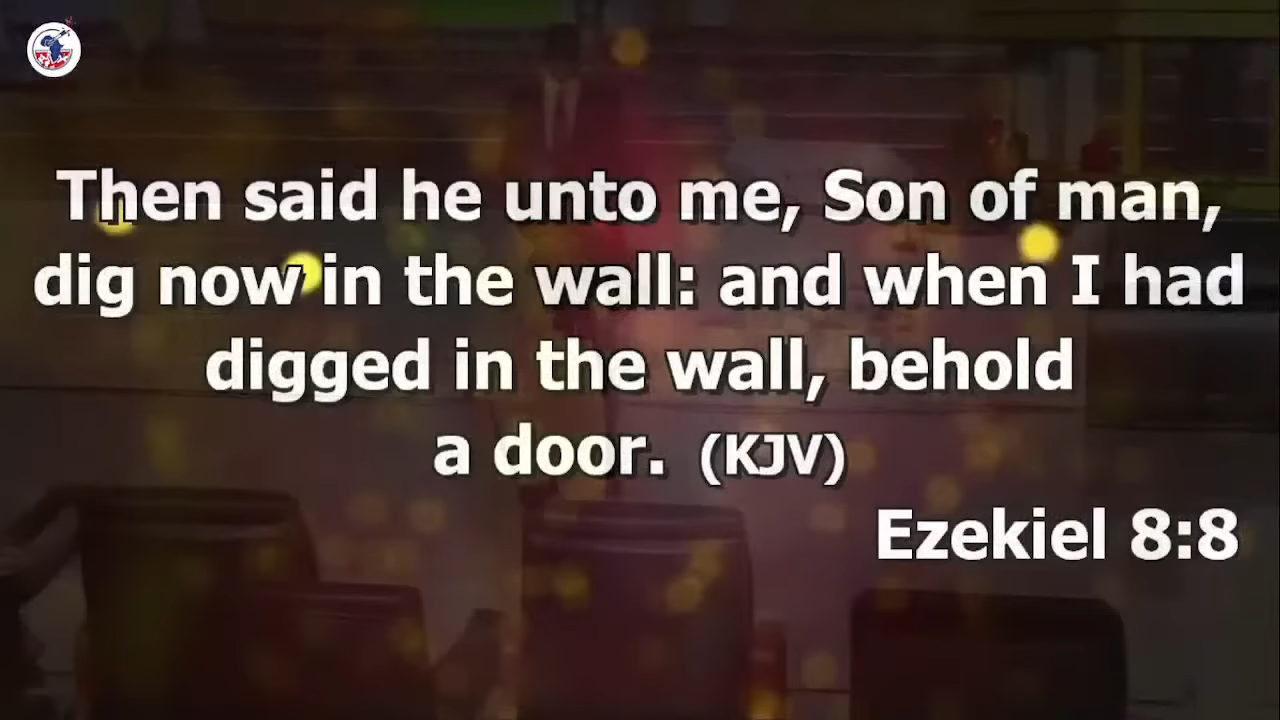 Then said he unto me, Son of man,
dig now in the wall: and when I had
digged in the wall, behold
a door. (KJV)
Ezekiel 8:8